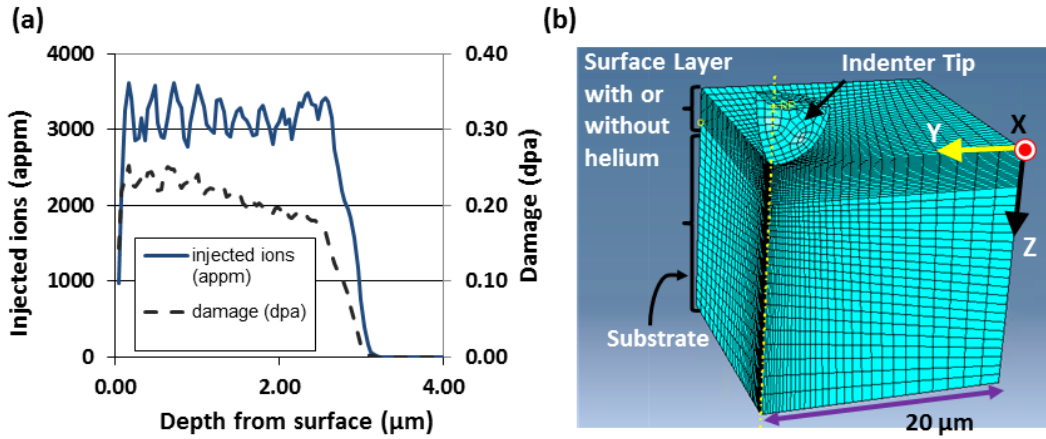 (a)
4000
3000
2000
1000
0
Injected ions (appm)
0.40
0.30
0.20
0.10
0.00
Damage (dpa)
injected ions
(appm)
damage (dpa)
0.00
2.00
4.00
Depth from surface (μm)
(b)
Surface Layer
with or
without
helium
Indenter Tip
RP
X
Y
Z
Substrate
20 μm